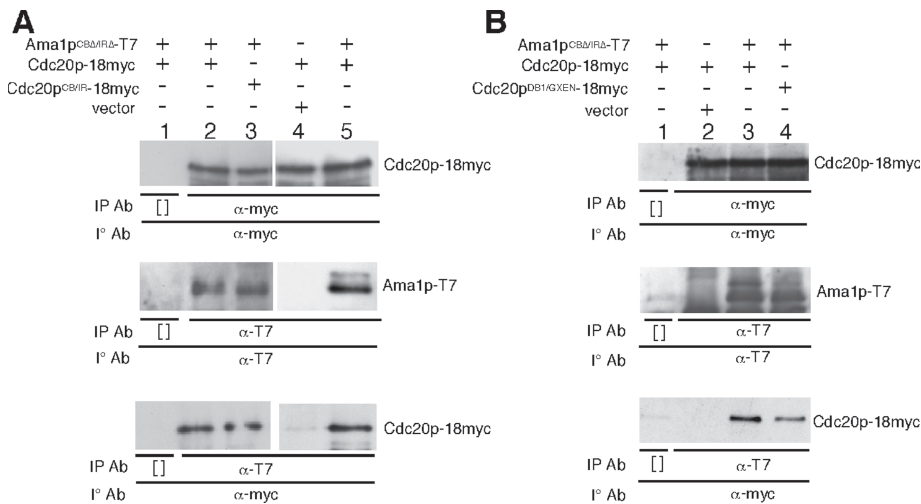 A
Ama1pCBΔ/IRΔ-T7 + + + - +
Cdc20p-18myc + + - + +
Cdc20pCB/IR-18myc - - + - -
vector - - - + -
1 2 3 4 5
Cdc20p-18myc
IP Ab [ ] α-myc
I° Ab α-myc
Ama1p-T7
IP Ab [ ] α-T7
I° Ab α-T7
Cdc20p-18myc
IP Ab [ ] α-T7
I° Ab α-myc
B
Ama1pCBΔ/IRΔ-T7 + - + +
Cdc20p-18myc + + + -
Cdc20pDB1/GXEN-18myc - - - +
vector - + - -
1 2 3 4
Cdc20p-18myc
IP Ab [ ] α-myc
I° Ab α-myc
Ama1p-T7
IP Ab [ ] α-T7
I° Ab α-T7
Cdc20p-18myc
IP Ab [ ] α-T7
I° Ab α-myc